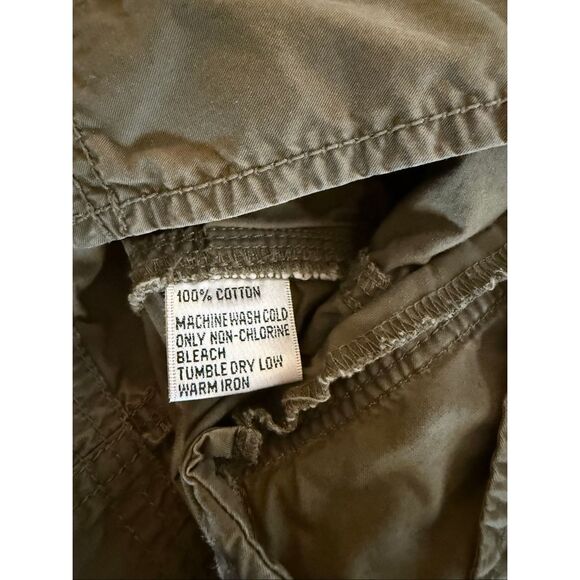 100% COTTON
MACHINE WASH COLD
ONLY NON-CHLORINE
BLEACH
TUMBLE DRY LOW
WARM IRON